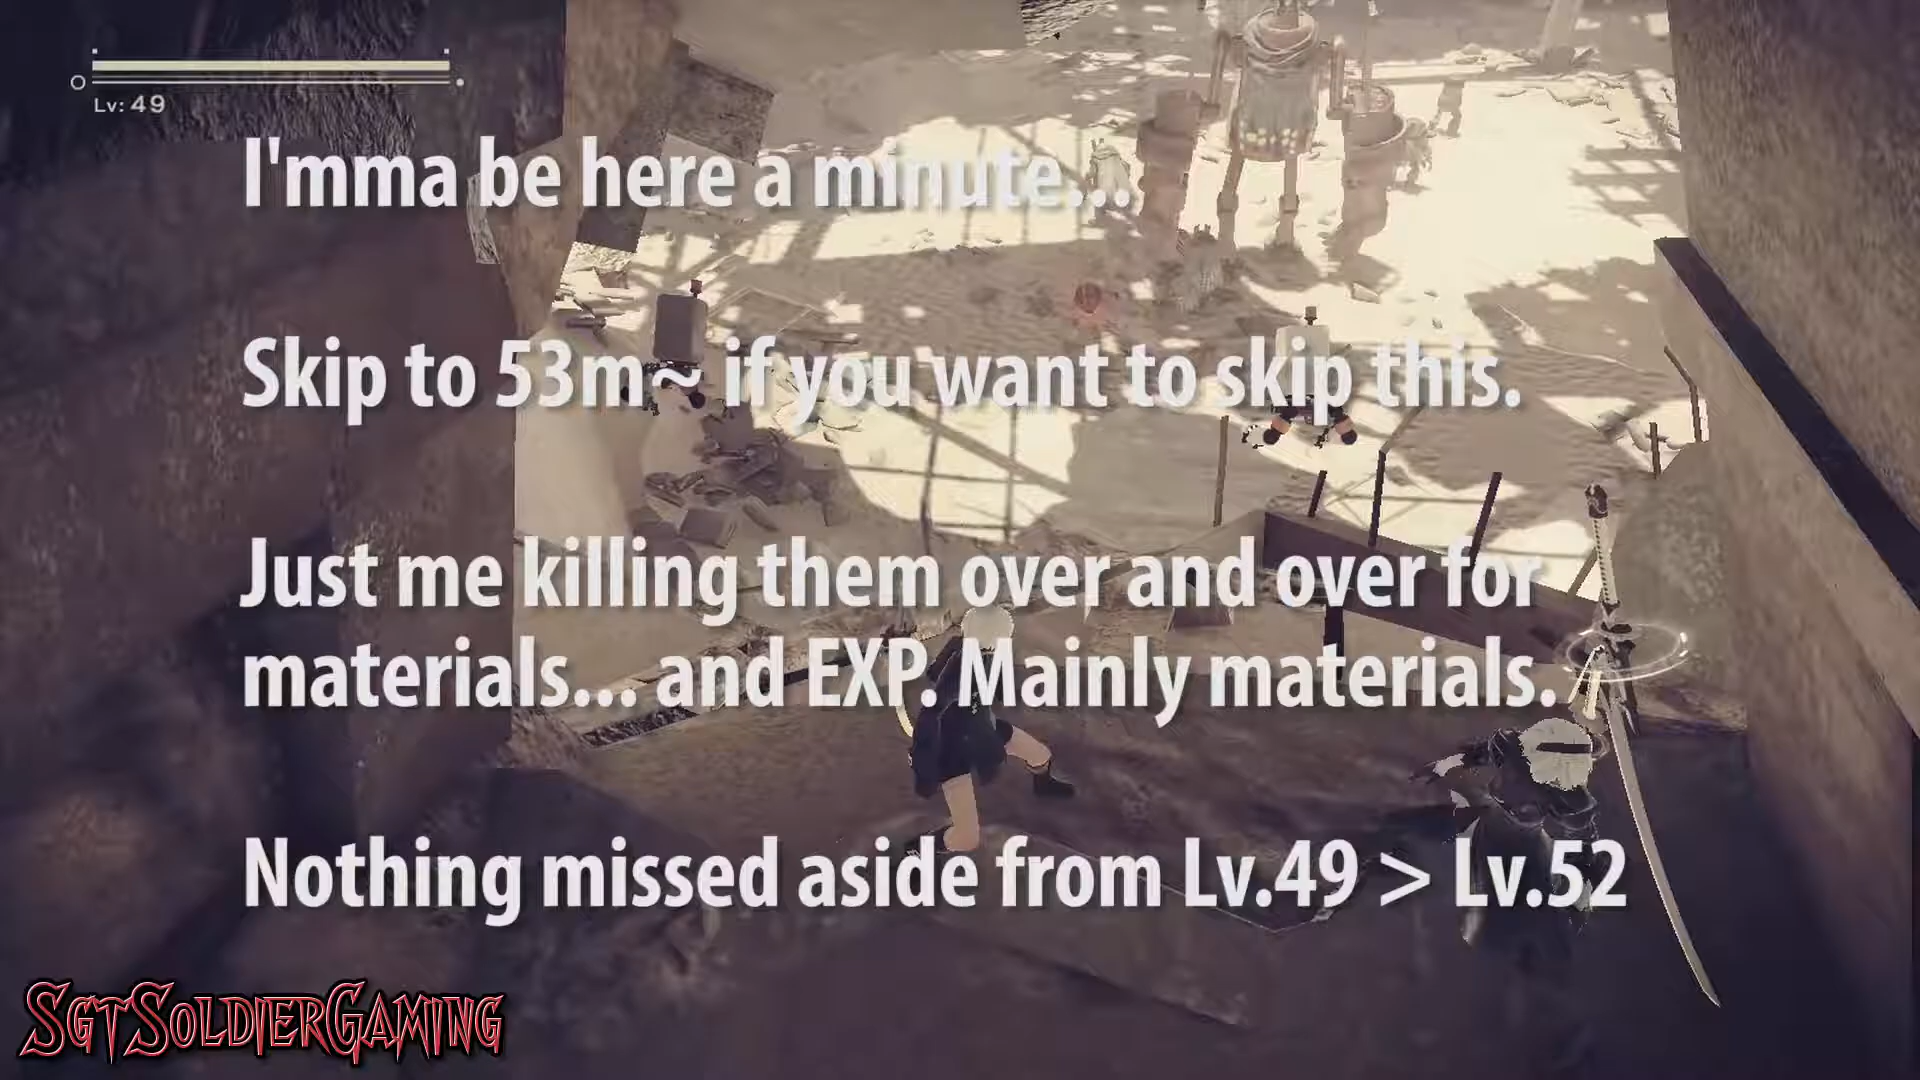 Lv: 49
I'mma be here a minute...
Skip to 53m~ if you want to skip this.
Just me killing them over and over for
materials... and EXP. Mainly materials.
Nothing missed aside from Lv.49 > Lv.52
SgtSoldierGaming